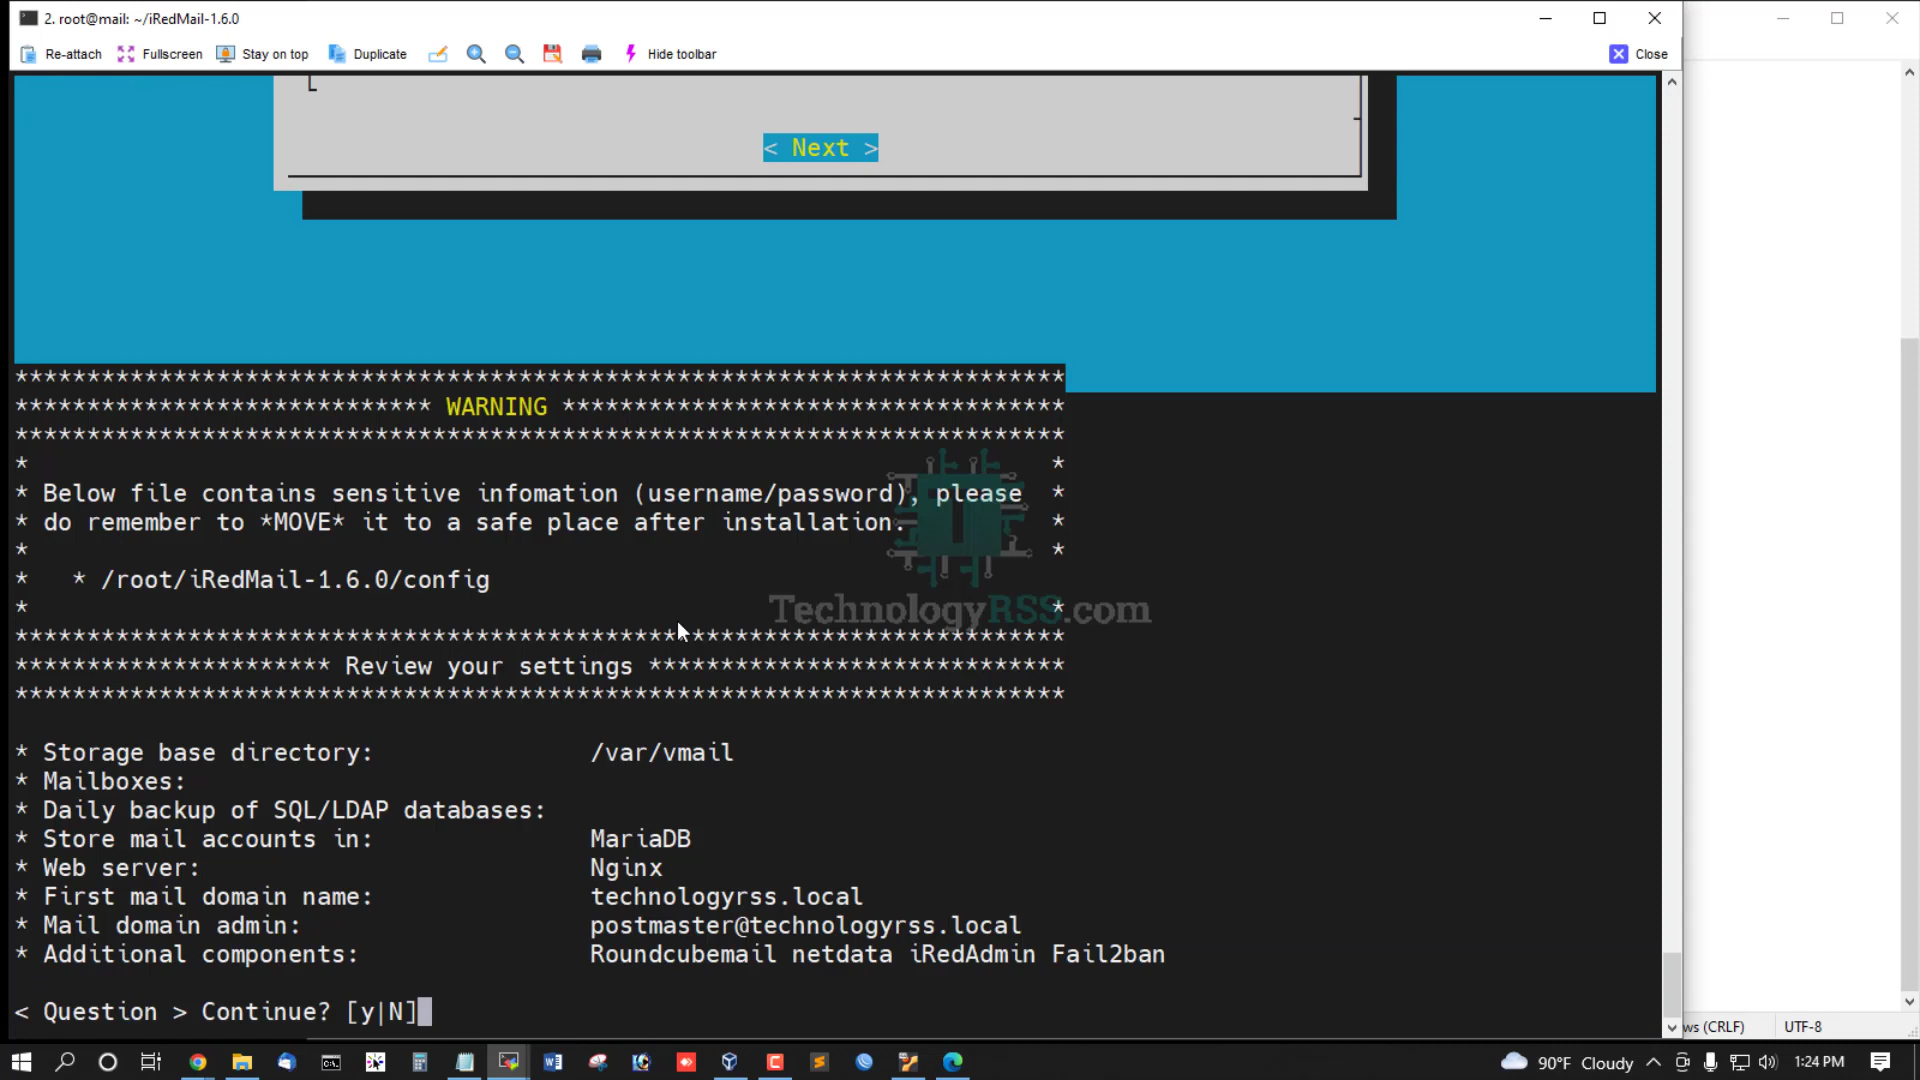 2. root@mail: ~/iRedMail-1.6.0
Re-attach Fullscreen Stay on top Duplicate Hide toolbar Close
< Next >
*************************************************************************
***************************** WARNING ***********************************
*************************************************************************
* *
* Below file contains sensitive infomation (username/password), please *
* do remember to *MOVE* it to a safe place after installation. *
* *
* * /root/iRedMail-1.6.0/config
* *
TechnologyRSS.com
*************************************************************************
********************** Review your settings *****************************
*************************************************************************
* Storage base directory: /var/vmail
* Mailboxes:
* Daily backup of SQL/LDAP databases:
* Store mail accounts in: MariaDB
* Web server: Nginx
* First mail domain name: technologyrss.local
* Mail domain admin: postmaster@technologyrss.local
* Additional components: Roundcubemail netdata iRedAdmin Fail2ban
< Question > Continue? [y|N]
ws (CRLF) UTF-8
90°F Cloudy 1:24 PM